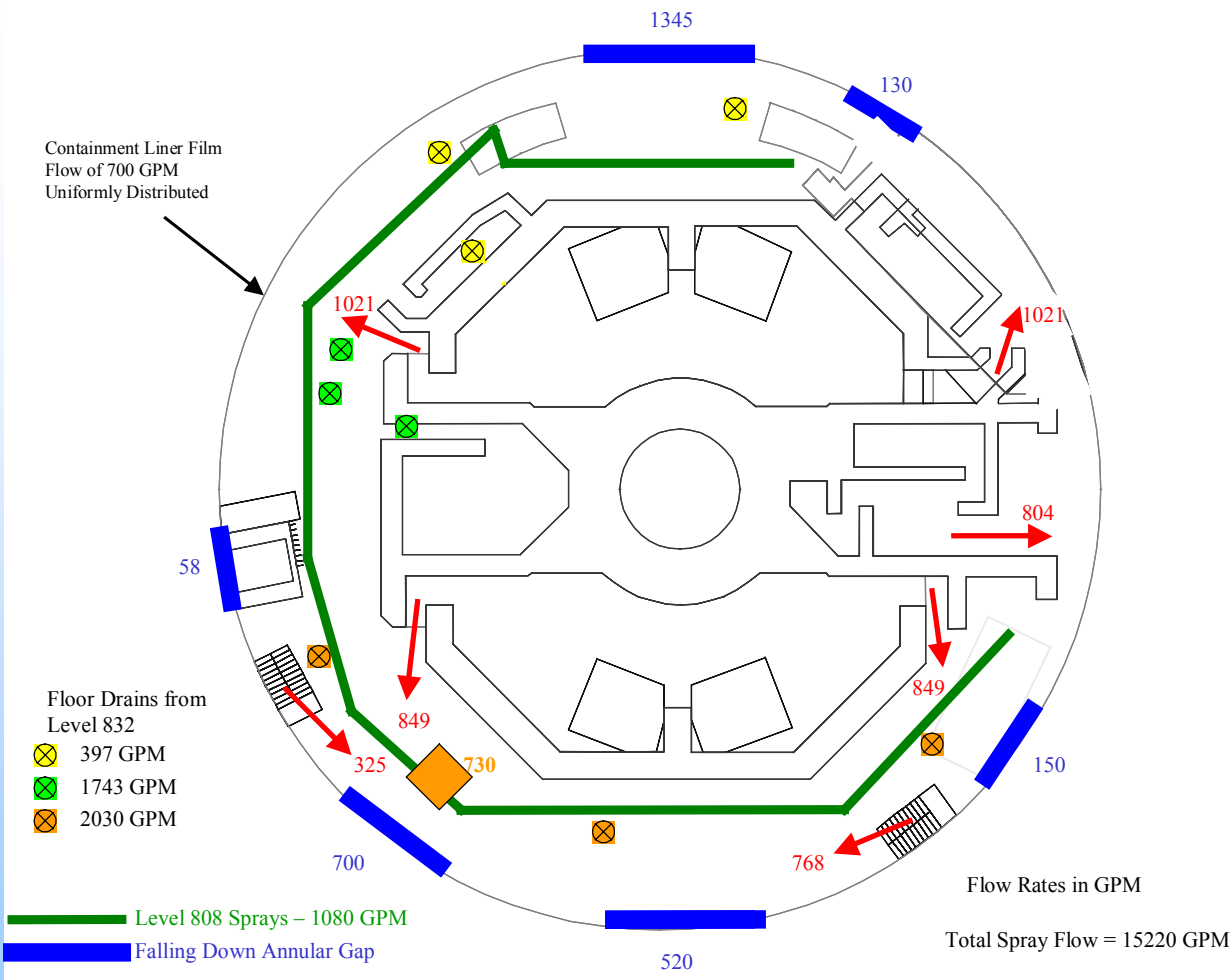 1345
130
Containment Liner Film
Flow of 700 GPM
Uniformly Distributed
1021
1021
804
58
849
849
Floor Drains from
Level 832
397 GPM
1743 GPM
2030 GPM
325
730
150
700
768
Flow Rates in GPM
Level 808 Sprays – 1080 GPM
Total Spray Flow = 15220 GPM
Falling Down Annular Gap
520